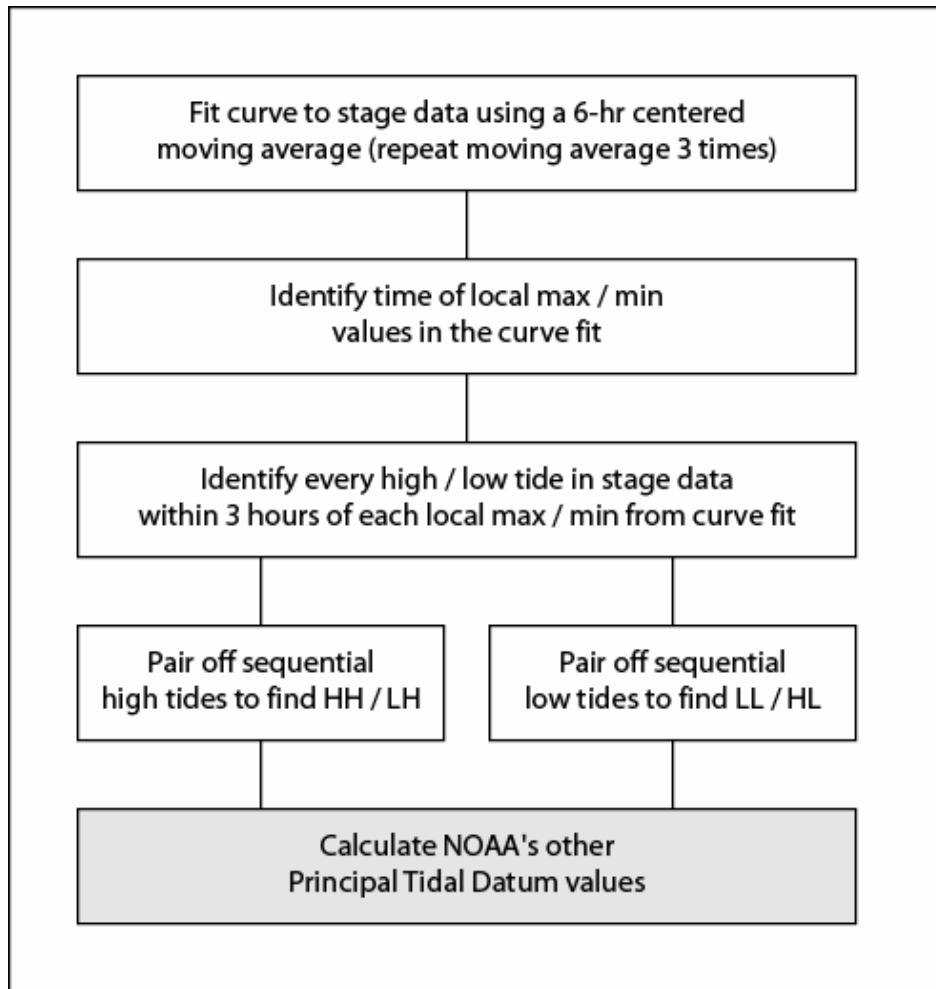 Fit curve to stage data using a 6-hr centered
moving average (repeat moving average 3 times)
Identify time of local max / min
values in the curve fit
Identify every high / low tide in stage data
within 3 hours of each local max / min from curve fit
Pair off sequential
high tides to find HH / LH
Pair off sequential
low tides to find LL / HL
Calculate NOAA's other
Principal Tidal Datum values